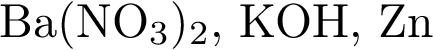 Ba(NO₃)₂, KOH, Zn